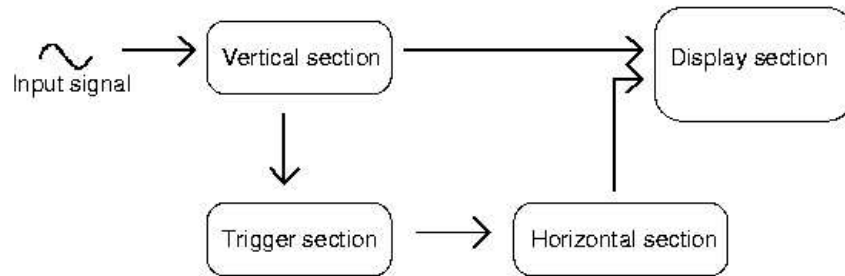 Input signal
Vertical section
Display section
Trigger section
Horizontal section